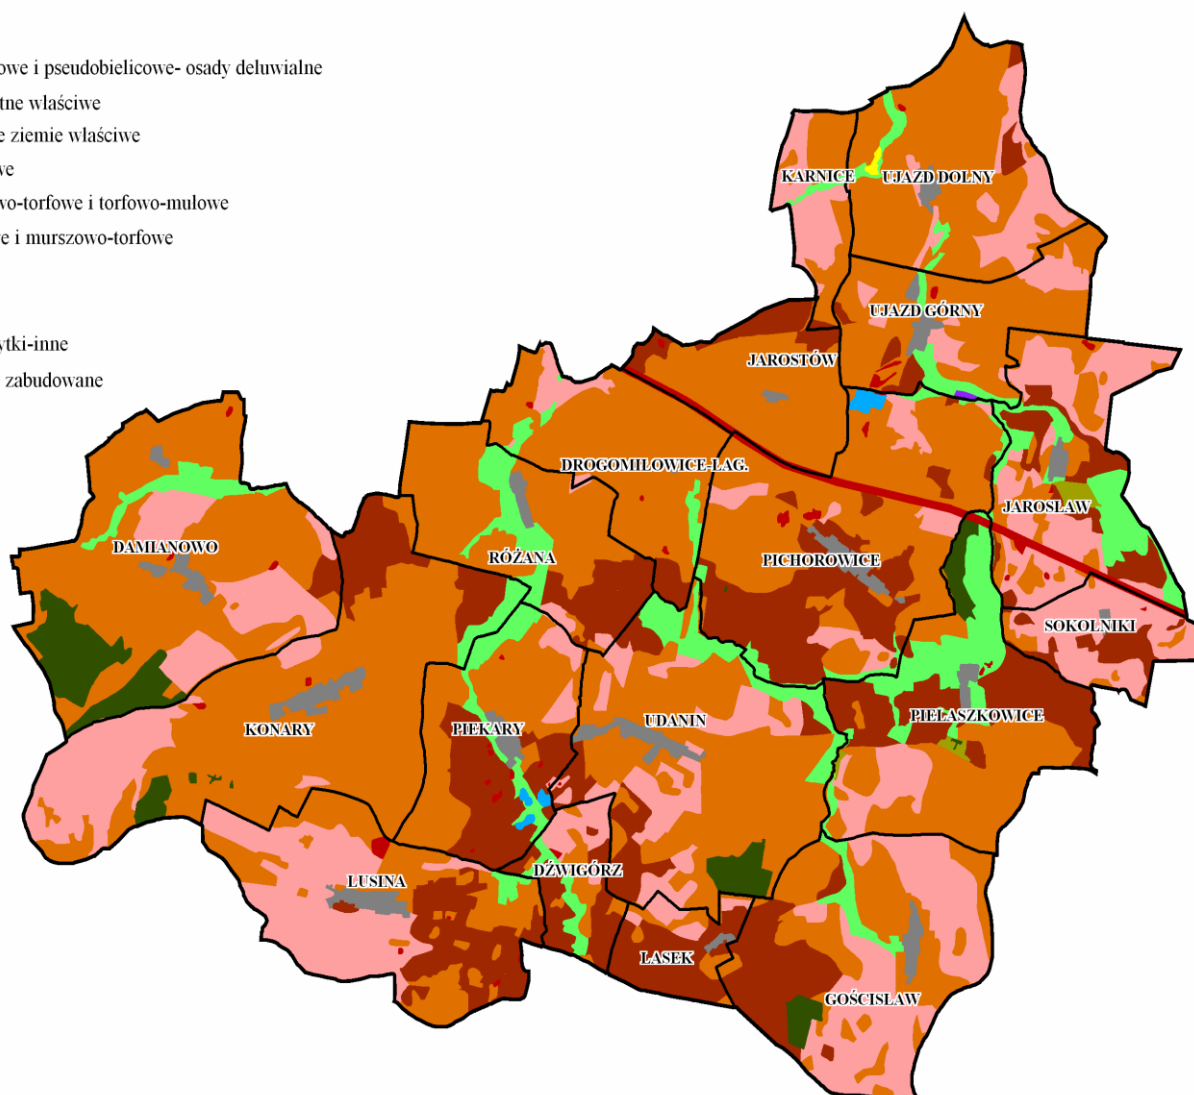 owe i pseudobielicowe- osady deluwialne
tne właściwe
e ziemie właściwe
we
wo-torfowe i torfowo-mułowe
e i murszowo-torfowe
ytki-inne
zabudowane
KARNICE
UJAZD DOLNY
UJAZD GÓRNY
JAROSTÓW
DROGOMIŁOWICE-ŁAG.
JAROSŁAW
DAMIANOWO
RÓŻANA
PICHOROWICE
SOKOLNIKI
KONARY
PIEKARY
UDANIN
PIELASZKOWICE
LUSINA
DŹWIGÓRZ
LASEK
GOŚCISŁAW